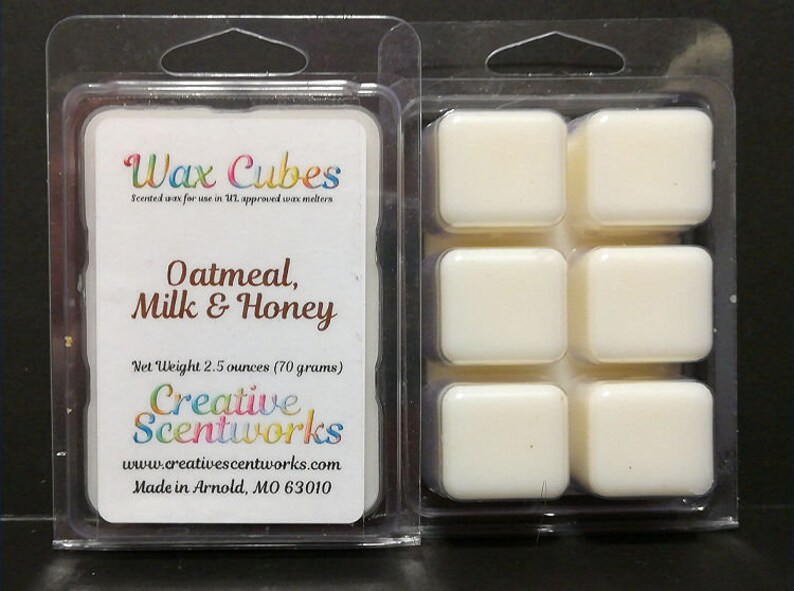 Wax Cubes
Scented wax for use in UL approved wax melters
Oatmeal,
Milk & Honey
Net Weight 2.5 ounces (70 grams)
Creative
Scentworks
www.creativescentworks.com
Made in Arnold, MO 63010